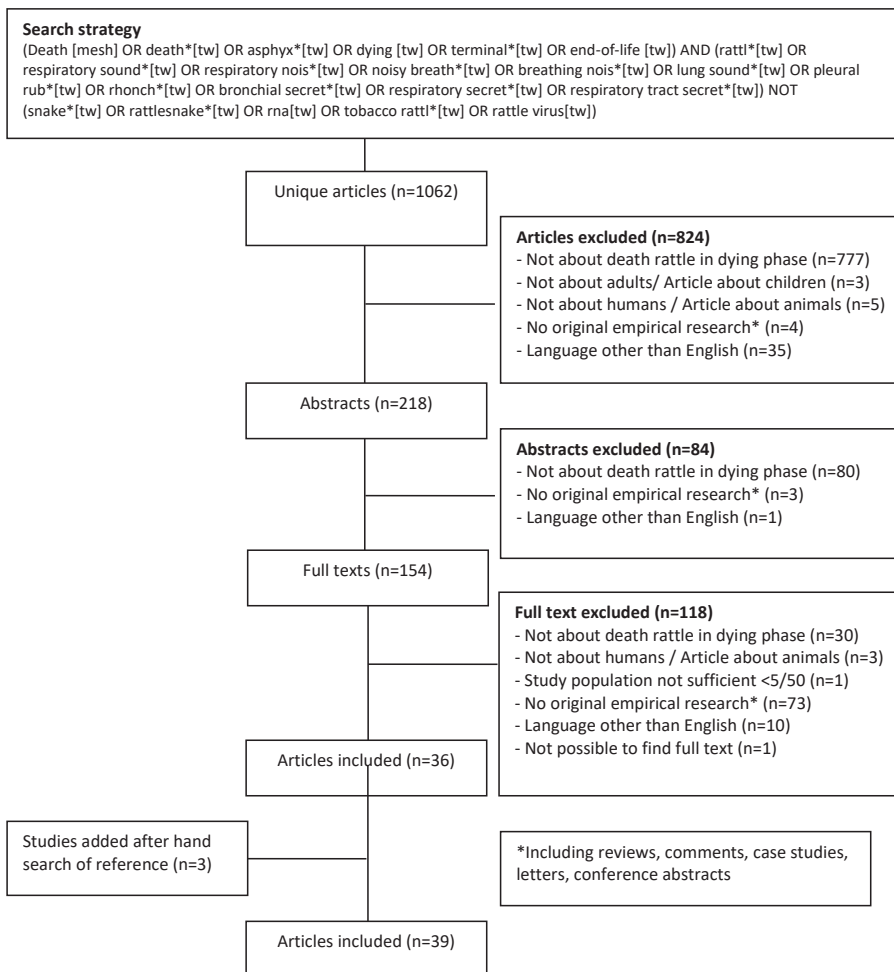 Search strategy
(Death [mesh] OR death*[tw] OR asphyx*[tw] OR dying [tw] OR terminal*[tw] OR end-of-life [tw]) AND (rattl*[tw] OR
respiratory sound*[tw] OR respiratory nois*[tw] OR noisy breath*[tw] OR breathing nois*[tw] OR lung sound*[tw] OR pleural
rub*[tw] OR rhonch*[tw] OR bronchial secret*[tw] OR respiratory secret*[tw] OR respiratory tract secret*[tw]) NOT
(snake*[tw] OR rattlesnake*[tw] OR rna[tw] OR tobacco rattl*[tw] OR rattle virus[tw])
Unique articles (n=1062)
Articles excluded (n=824)
- Not about death rattle in dying phase (n=777)
- Not about adults/ Article about children (n=3)
- Not about humans / Article about animals (n=5)
- No original empirical research* (n=4)
- Language other than English (n=35)
Abstracts (n=218)
Abstracts excluded (n=84)
- Not about death rattle in dying phase (n=80)
- No original empirical research* (n=3)
- Language other than English (n=1)
Full texts (n=154)
Full text excluded (n=118)
- Not about death rattle in dying phase (n=30)
- Not about humans / Article about animals (n=3)
- Study population not sufficient <5/50 (n=1)
- No original empirical research* (n=73)
- Language other than English (n=10)
- Not possible to find full text (n=1)
Articles included (n=36)
Studies added after hand
search of reference (n=3)
*Including reviews, comments, case studies,
letters, conference abstracts
Articles included (n=39)